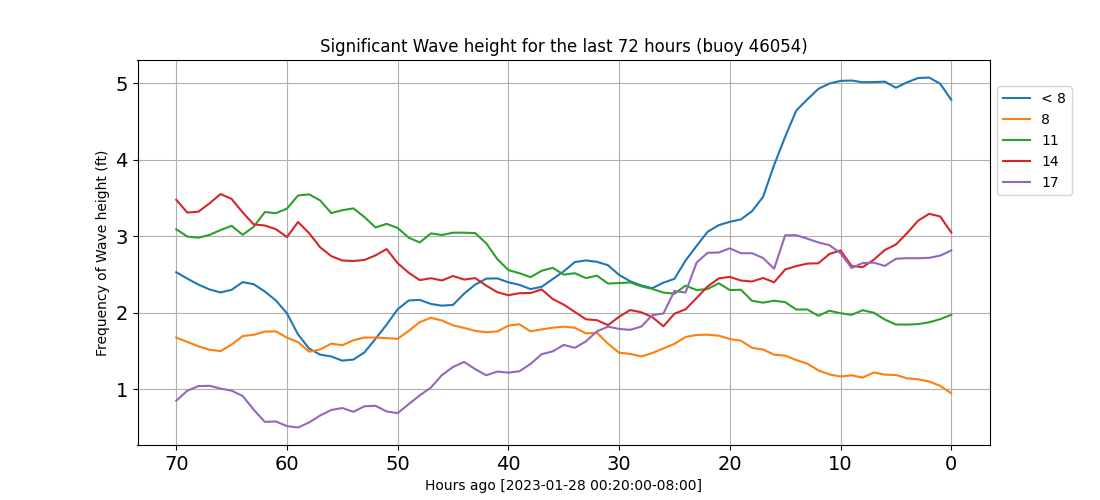 Significant Wave height for the last 72 hours (buoy 46054)
Frequency of Wave height (ft)
5
4
3
2
1
70 60 50 40 30 20 10 0
Hours ago [2023-01-28 00:20:00-08:00]
< 8
8
11
14
17